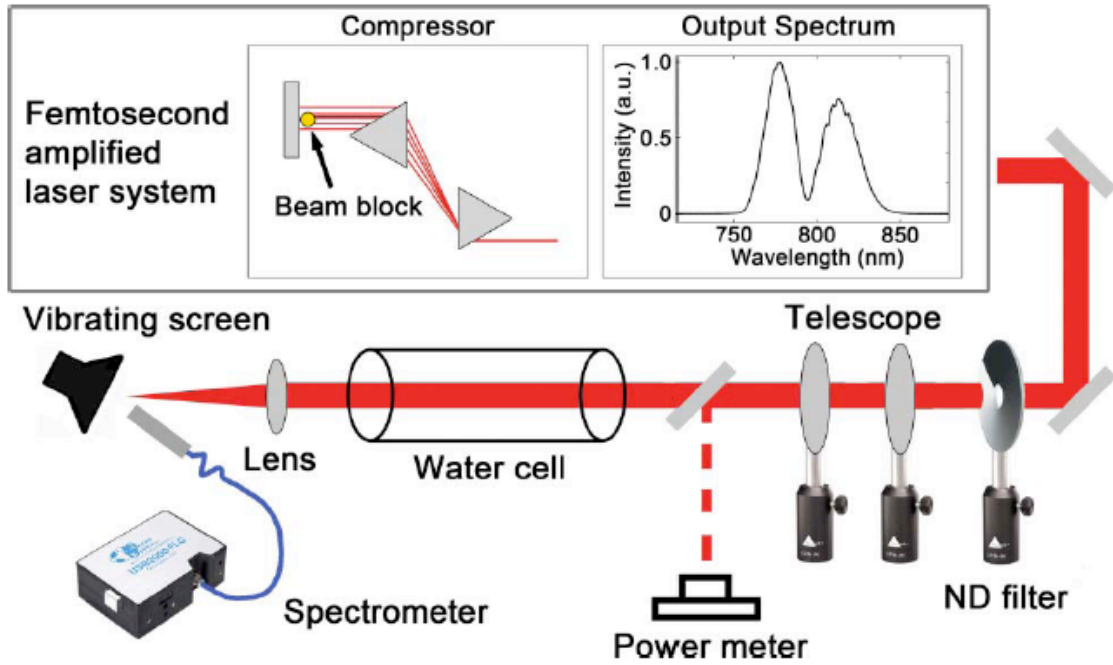 Compressor
Output Spectrum
Femtosecond
amplified
laser system
Beam block
Intensity (a.u.)
1.0
0.5
0
750
800
850
Wavelength (nm)
Vibrating screen
Telescope
Lens
Water cell
ND filter
Spectrometer
Power meter